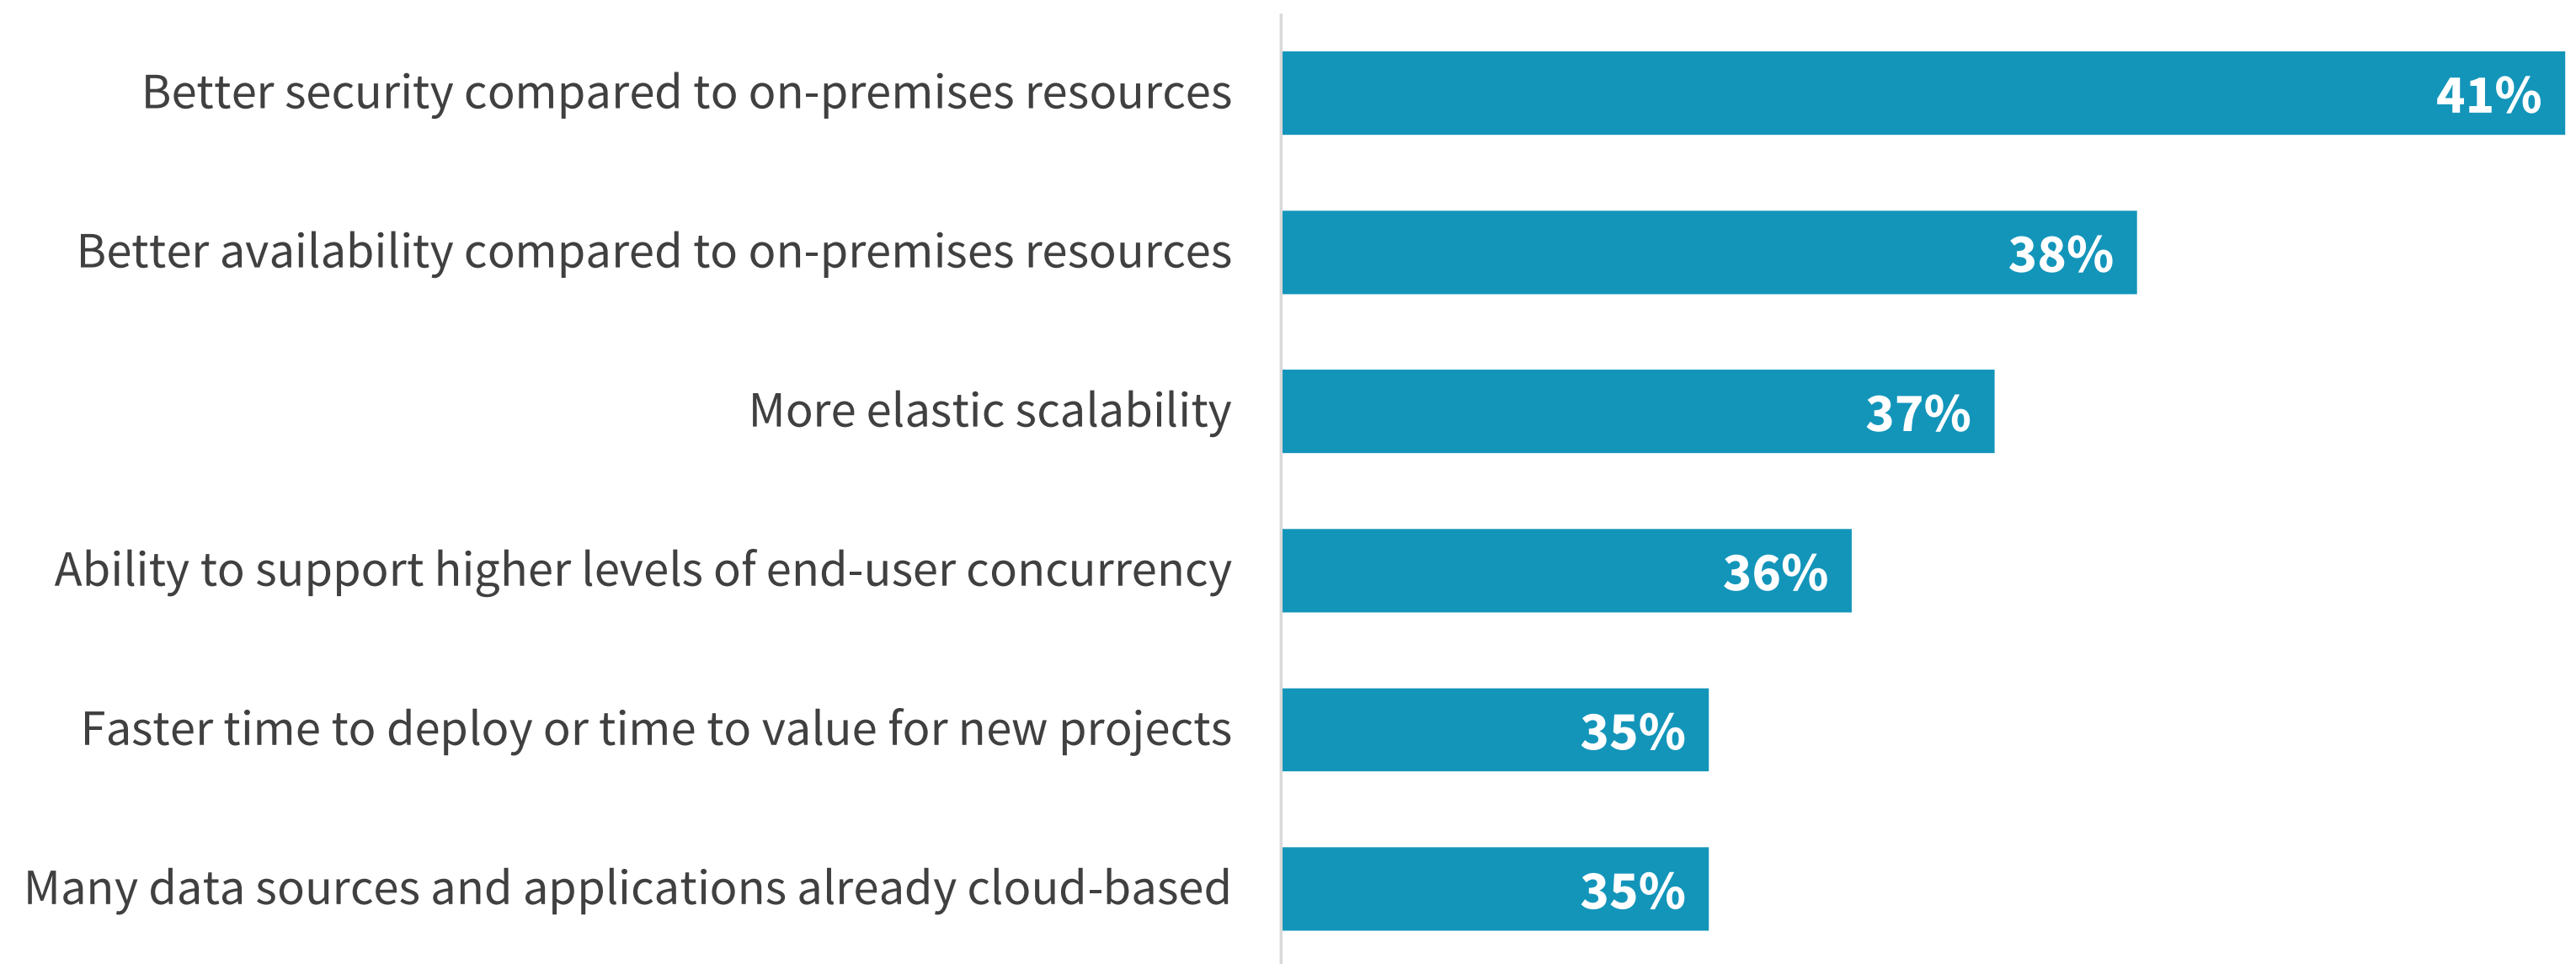 Better security compared to on-premises resources 41%
Better availability compared to on-premises resources 38%
More elastic scalability 37%
Ability to support higher levels of end-user concurrency 36%
Faster time to deploy or time to value for new projects 35%
Many data sources and applications already cloud-based 35%